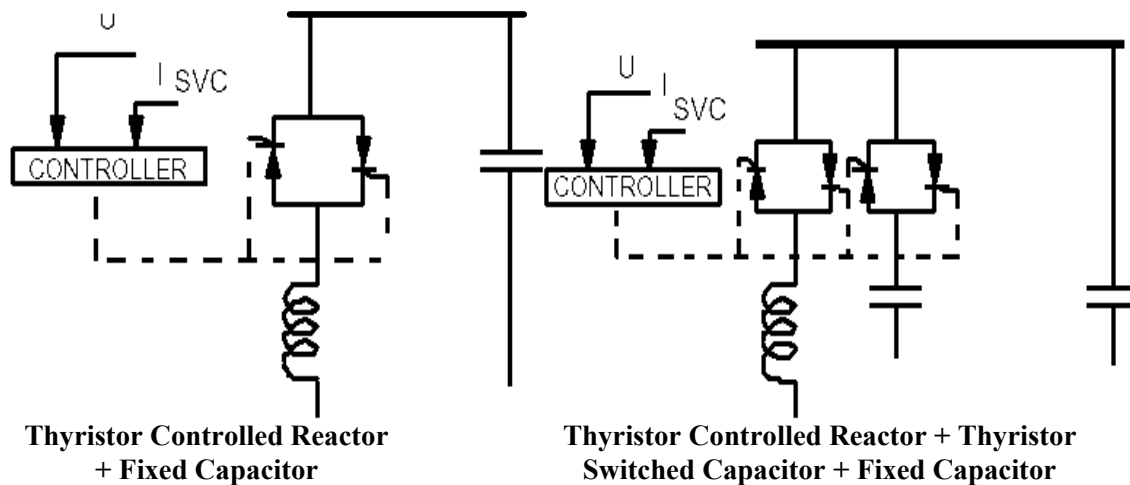 U
I SVC
CONTROLLER
U
I SVC
CONTROLLER
Thyristor Controlled Reactor
+ Fixed Capacitor
Thyristor Controlled Reactor + Thyristor
Switched Capacitor + Fixed Capacitor